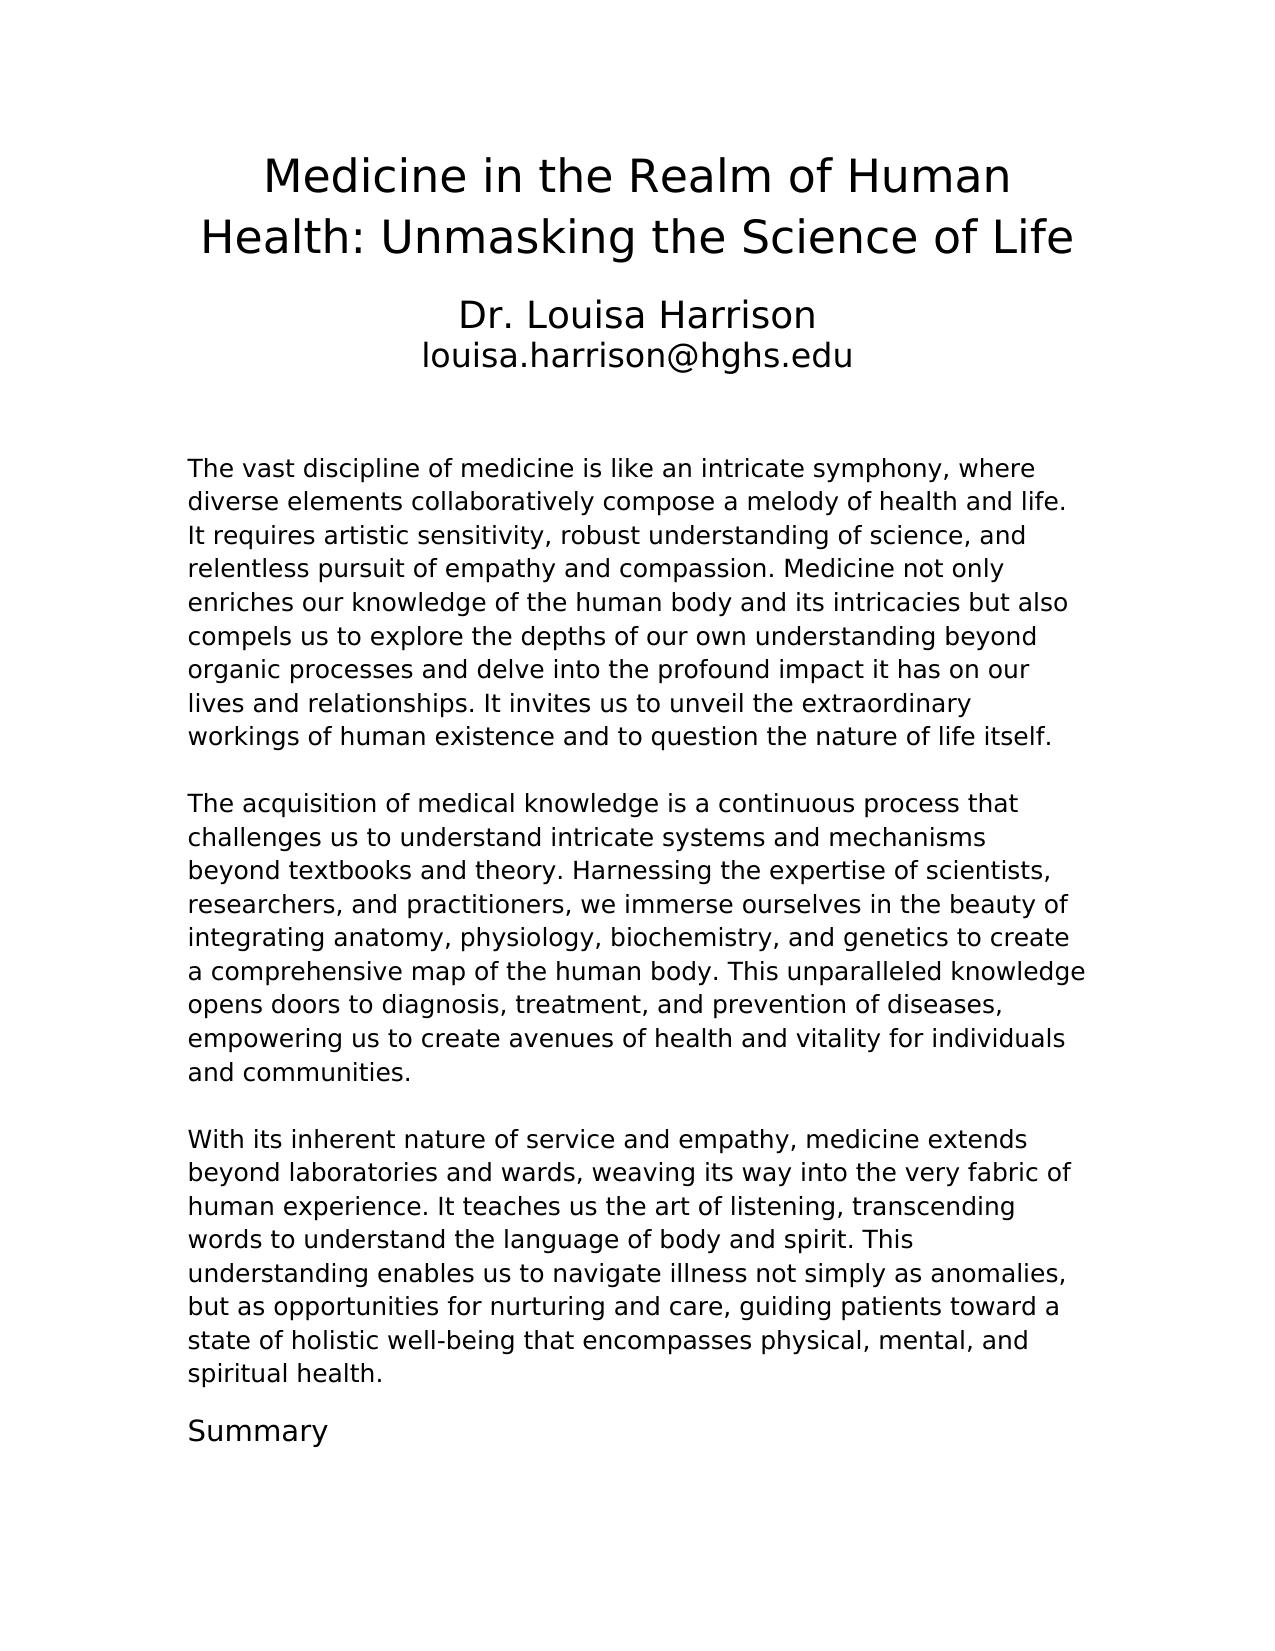 Medicine in the Realm of Human
Health: Unmasking the Science of Life
Dr. Louisa Harrison
louisa.harrison@hghs.edu
The vast discipline of medicine is like an intricate symphony, where
diverse elements collaboratively compose a melody of health and life.
It requires artistic sensitivity, robust understanding of science, and
relentless pursuit of empathy and compassion. Medicine not only
enriches our knowledge of the human body and its intricacies but also
compels us to explore the depths of our own understanding beyond
organic processes and delve into the profound impact it has on our
lives and relationships. It invites us to unveil the extraordinary
workings of human existence and to question the nature of life itself.
The acquisition of medical knowledge is a continuous process that
challenges us to understand intricate systems and mechanisms
beyond textbooks and theory. Harnessing the expertise of scientists,
researchers, and practitioners, we immerse ourselves in the beauty of
integrating anatomy, physiology, biochemistry, and genetics to create
a comprehensive map of the human body. This unparalleled knowledge
opens doors to diagnosis, treatment, and prevention of diseases,
empowering us to create avenues of health and vitality for individuals
and communities.
With its inherent nature of service and empathy, medicine extends
beyond laboratories and wards, weaving its way into the very fabric of
human experience. It teaches us the art of listening, transcending
words to understand the language of body and spirit. This
understanding enables us to navigate illness not simply as anomalies,
but as opportunities for nurturing and care, guiding patients toward a
state of holistic well-being that encompasses physical, mental, and
spiritual health.
Summary